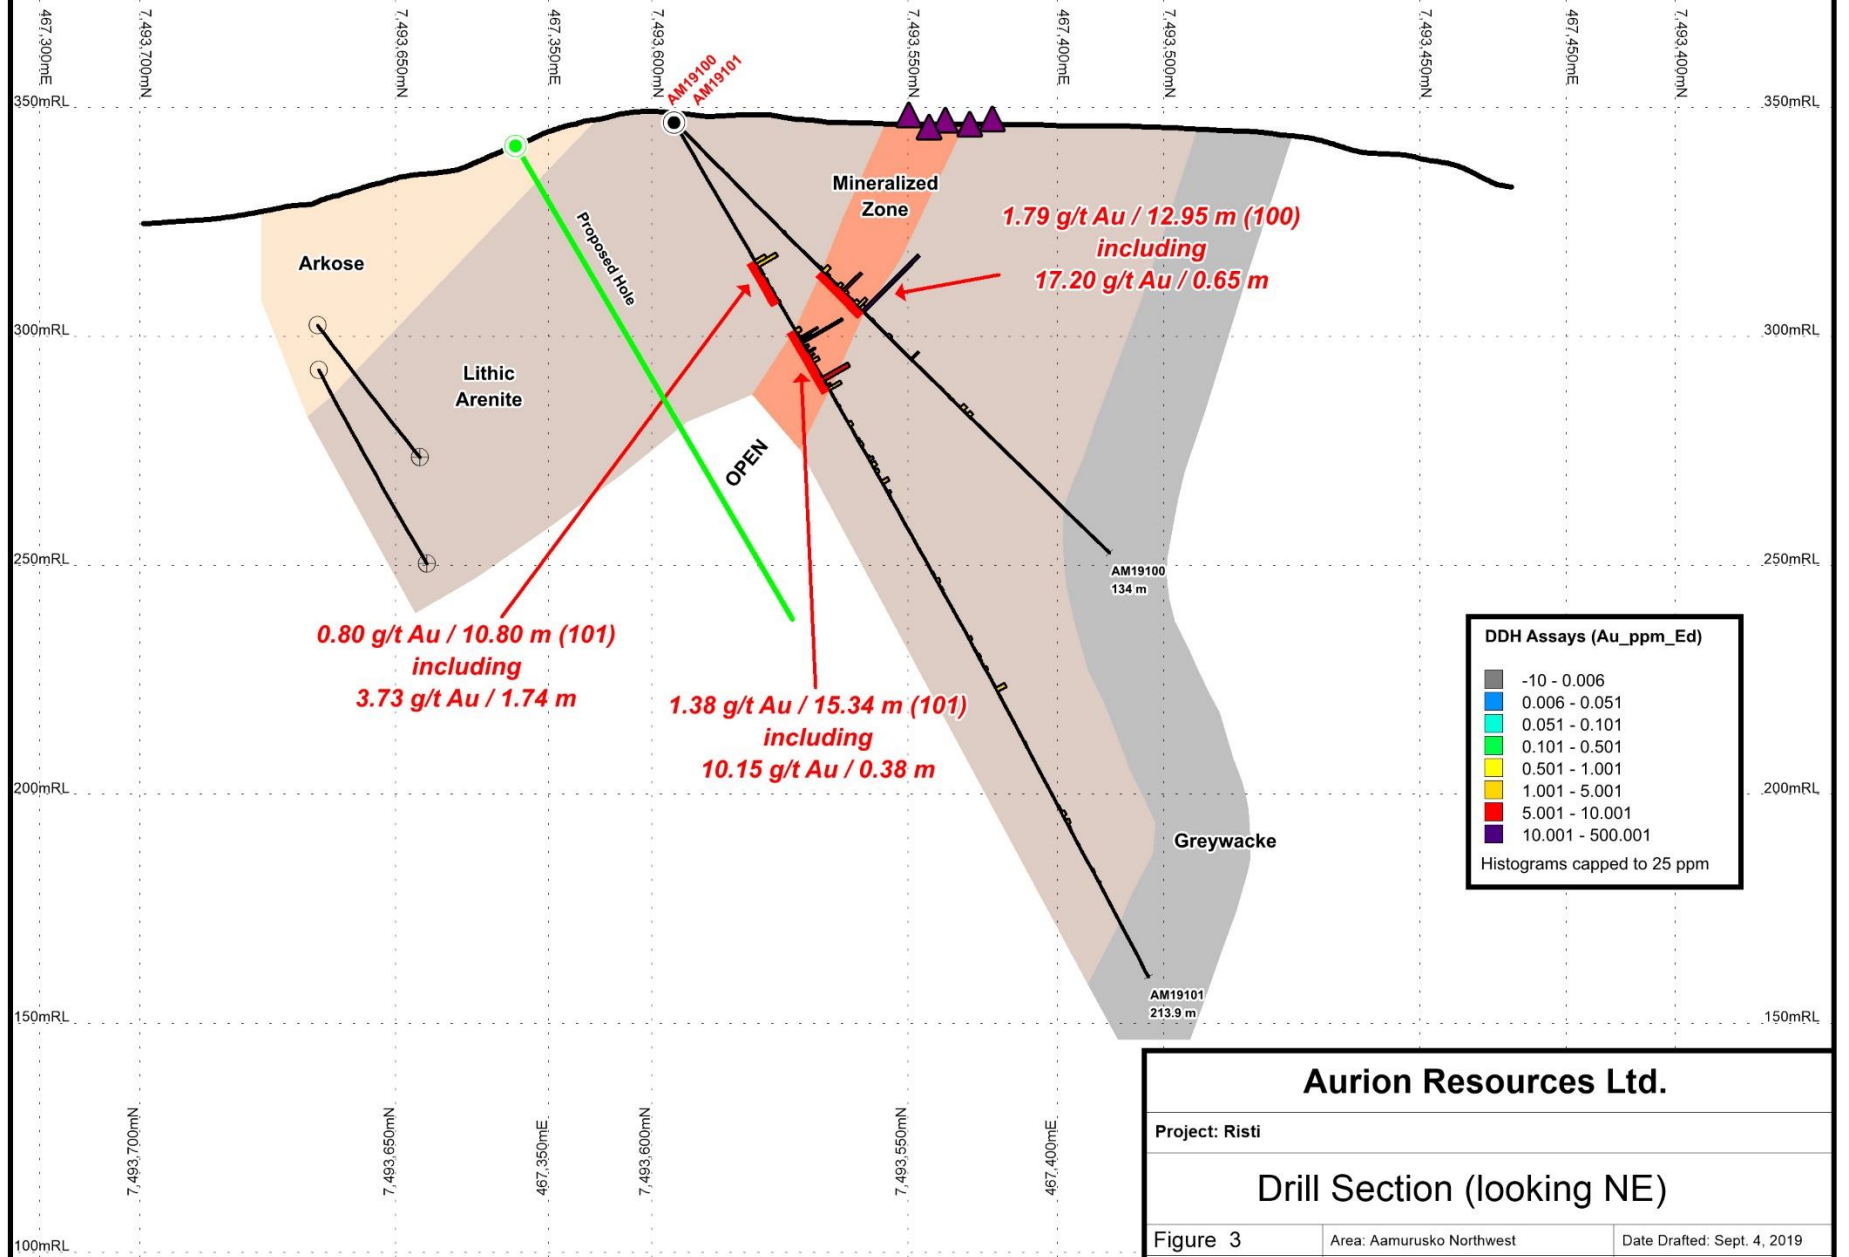 467,300mE
7,493,700mN
7,493,650mN
467,350mE
7,493,600mN
7,493,550mN
467,400mE
7,493,500mN
7,493,450mN
467,450mE
7,493,400mN
AM19100
AM19101
350mRL
350mRL
Mineralized
Zone
Proposed Hole
1.79 g/t Au / 12.95 m (100)
including
17.20 g/t Au / 0.65 m
Arkose
300mRL
300mRL
Lithic
Arenite
OPEN
250mRL
250mRL
AM19100
134 m
0.80 g/t Au / 10.80 m (101)
including
3.73 g/t Au / 1.74 m
1.38 g/t Au / 15.34 m (101)
including
10.15 g/t Au / 0.38 m
DDH Assays (Au_ppm_Ed)
-10 - 0.006
0.006 - 0.051
0.051 - 0.101
0.101 - 0.501
0.501 - 1.001
1.001 - 5.001
5.001 - 10.001
10.001 - 500.001
Histograms capped to 25 ppm
200mRL
200mRL
Greywacke
AM19101
213.9 m
150mRL
150mRL
7,493,700mN
7,493,650mN
467,350mE
7,493,600mN
7,493,550mN
467,400mE
100mRL
Aurion Resources Ltd.
Project: Risti
Drill Section (looking NE)
Figure 3
Area: Aamurusko Northwest
Date Drafted: Sept. 4, 2019